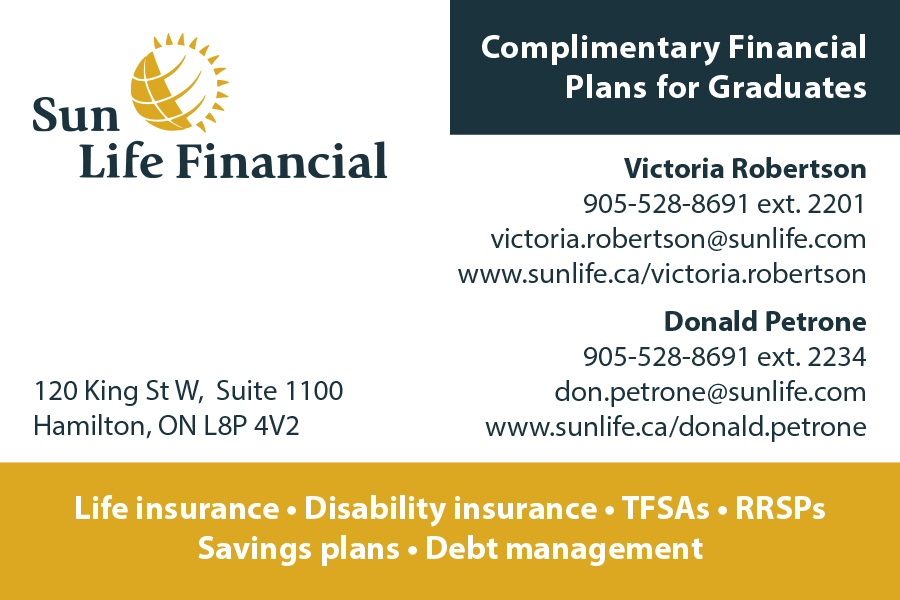 Sun
Life Financial
Complimentary Financial
Plans for Graduates
Victoria Robertson
905-528-8691 ext. 2201
victoria.robertson@sunlife.com
www.sunlife.ca/victoria.robertson
Donald Petrone
905-528-8691 ext. 2234
don.petrone@sunlife.com
www.sunlife.ca/donald.petrone
120 King St W,  Suite 1100
Hamilton, ON L8P 4V2
Life insurance • Disability insurance • TFSAs • RRSPs
Savings plans • Debt management